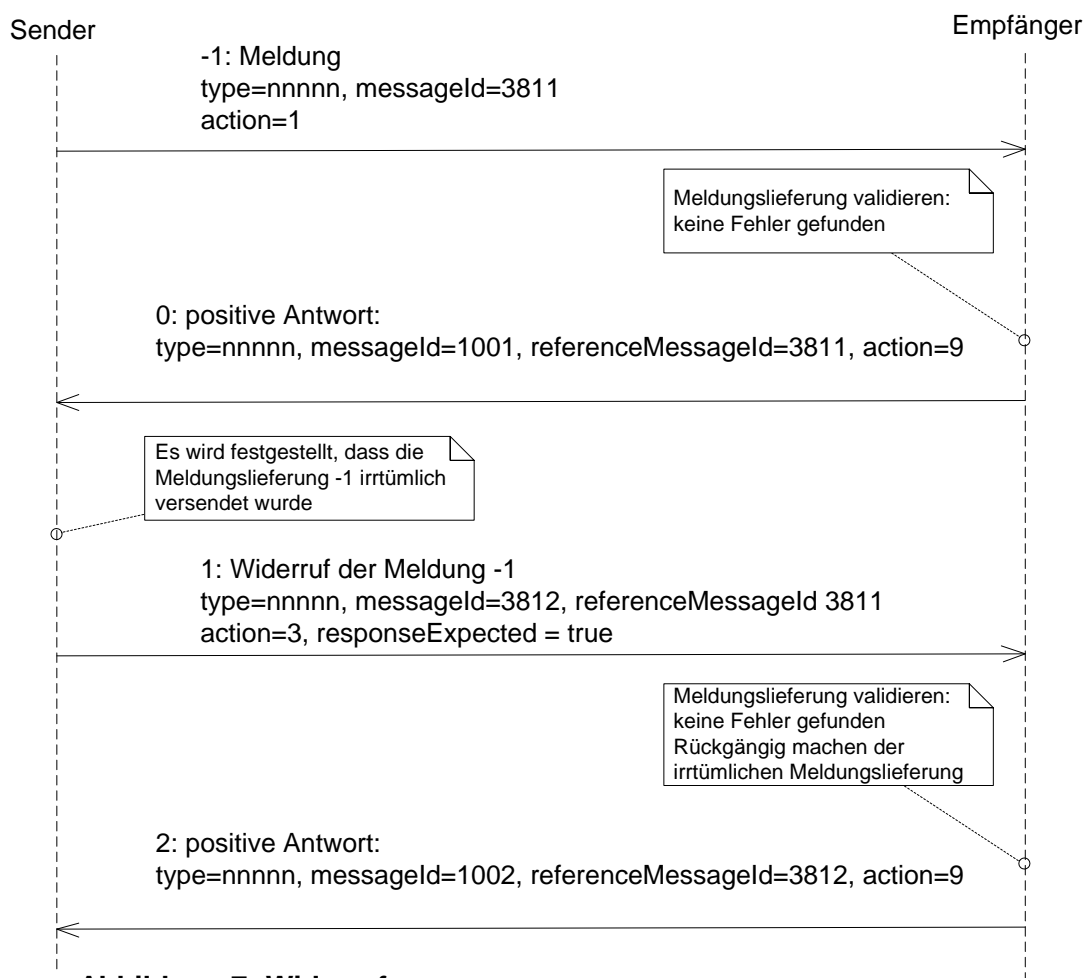 Sender
Empfänger
-1: Meldung
type=nnnnn, messageId=3811
action=1
Meldungslieferung validieren:
keine Fehler gefunden
0: positive Antwort:
type=nnnnn, messageId=1001, referenceMessageId=3811, action=9
Es wird festgestellt, dass die
Meldungslieferung -1 irrtümlich
versendet wurde
1: Widerruf der Meldung -1
type=nnnnn, messageId=3812, referenceMessageId 3811
action=3, responseExpected = true
Meldungslieferung validieren:
keine Fehler gefunden
Rückgängig machen der
irrtümlichen Meldungslieferung
2: positive Antwort:
type=nnnnn, messageId=1002, referenceMessageId=3812, action=9